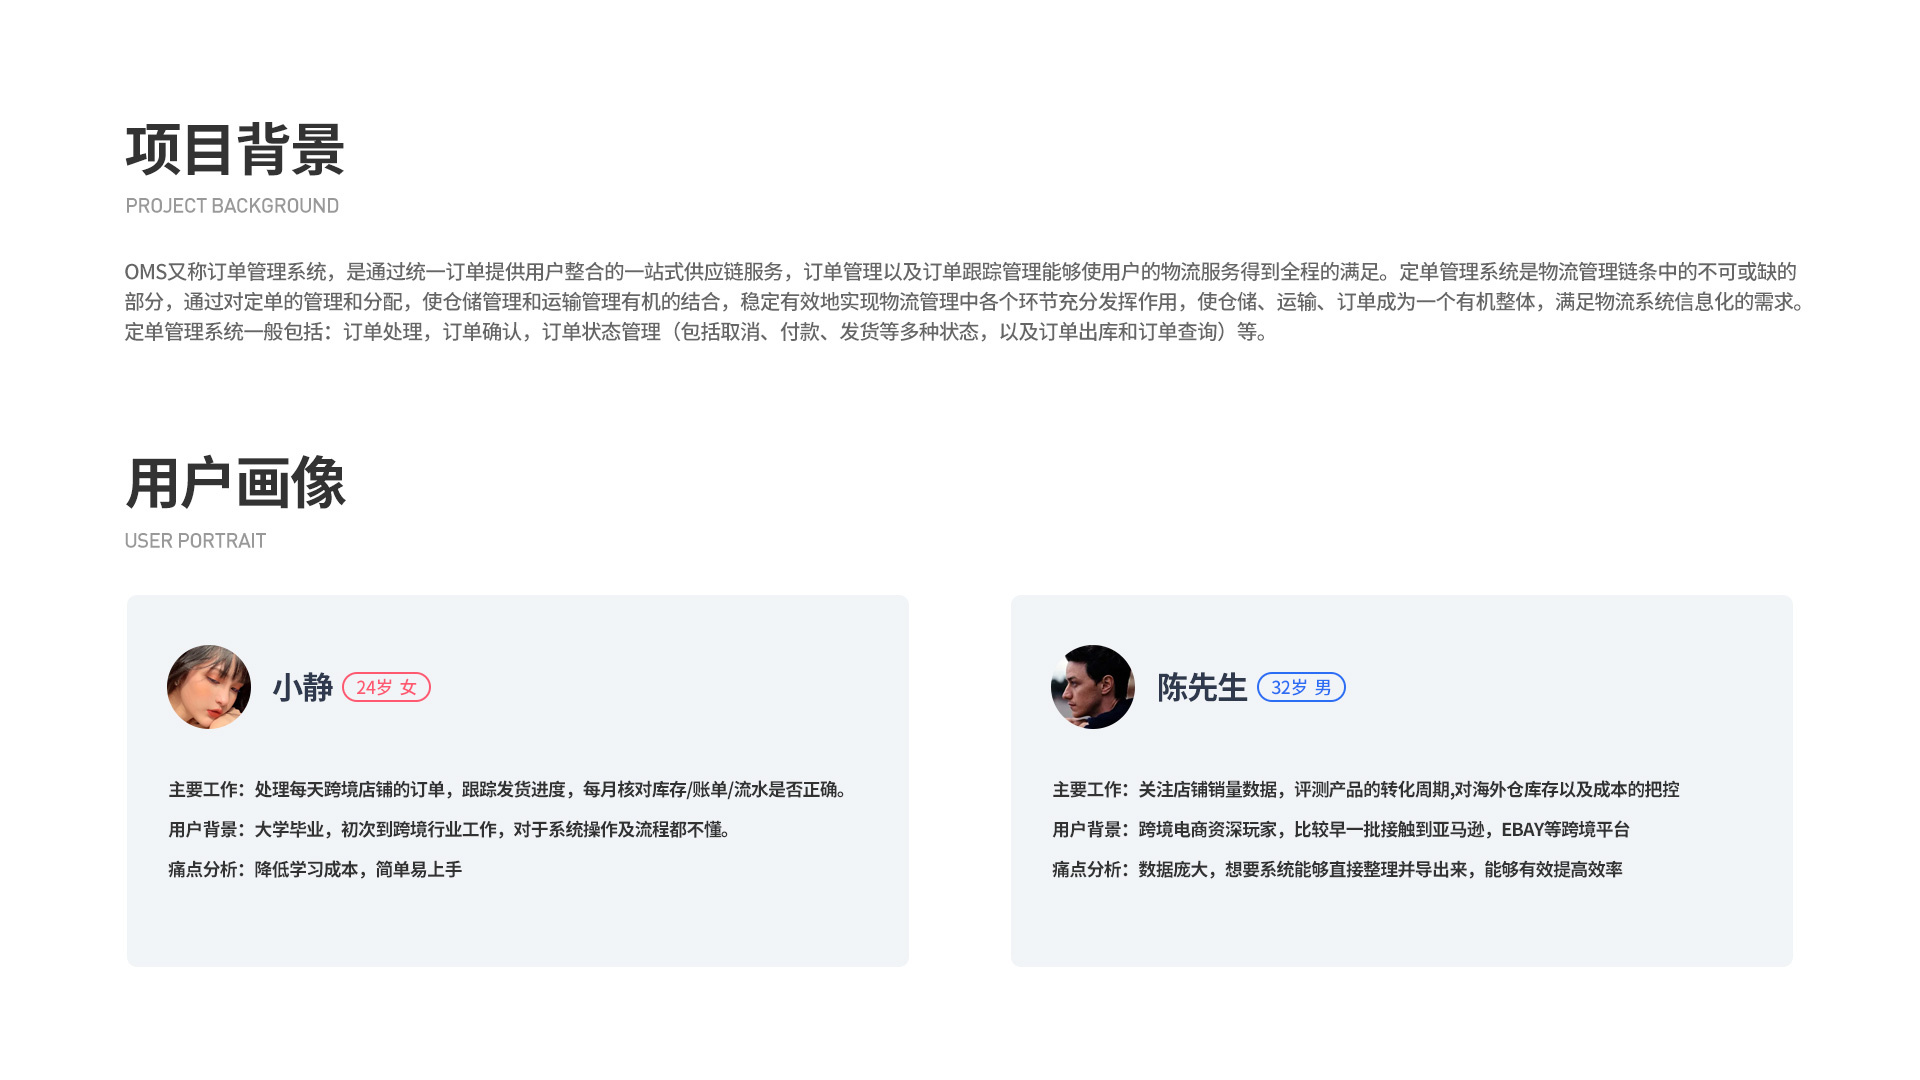 项目背景
PROJECT BACKGROUND
OMS又称订单管理系统，是通过统一订单提供用户整合的一站式供应链服务，订单管理以及订单跟踪管理能够使用户的物流服务得到全程的满足。定单管理系统是物流管理链条中的不可或缺的
部分，通过对定单的管理和分配，使仓储管理和运输管理有机的结合，稳定有效地实现物流管理中各个环节充分发挥作用，使仓储、运输、订单成为一个有机整体，满足物流系统信息化的需求。
定单管理系统一般包括：订单处理，订单确认，订单状态管理（包括取消、付款、发货等多种状态，以及订单出库和订单查询）等。
用户画像
USER PORTRAIT
小静 24岁 女
主要工作：处理每天跨境店铺的订单，跟踪发货进度，每月核对库存/账单/流水是否正确。
用户背景：大学毕业，初次到跨境行业工作，对于系统操作及流程都不懂。
痛点分析：降低学习成本，简单易上手
陈先生 32岁 男
主要工作：关注店铺销量数据，评测产品的转化周期,对海外仓库存以及成本的把控
用户背景：跨境电商资深玩家，比较早一批接触到亚马逊，EBAY等跨境平台
痛点分析：数据庞大，想要系统能够直接整理并导出来，能够有效提高效率